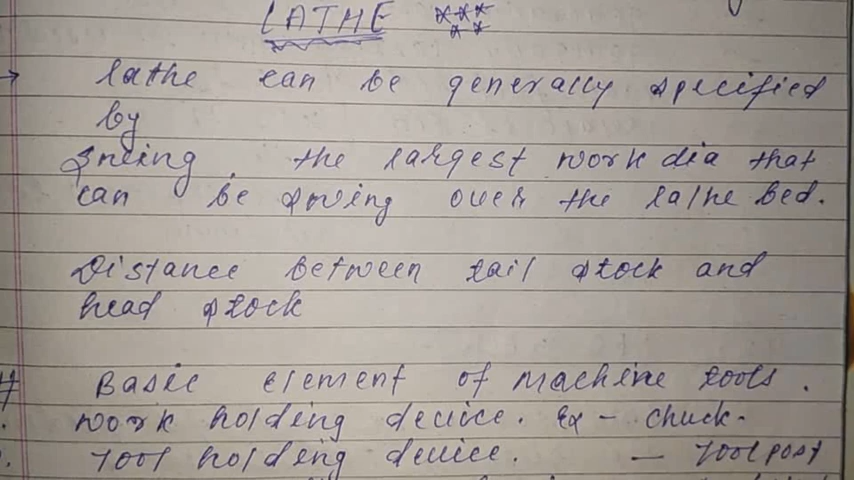 LATHE ***
**
→ lathe can be generally specified
by
swing, the largest work dia that
can be swing over the lathe bed.
Distance between tail stock and
head stock
# Basic element of machine tools.
work holding device. Ex - chuck.
Tool holding device. - Toolpost